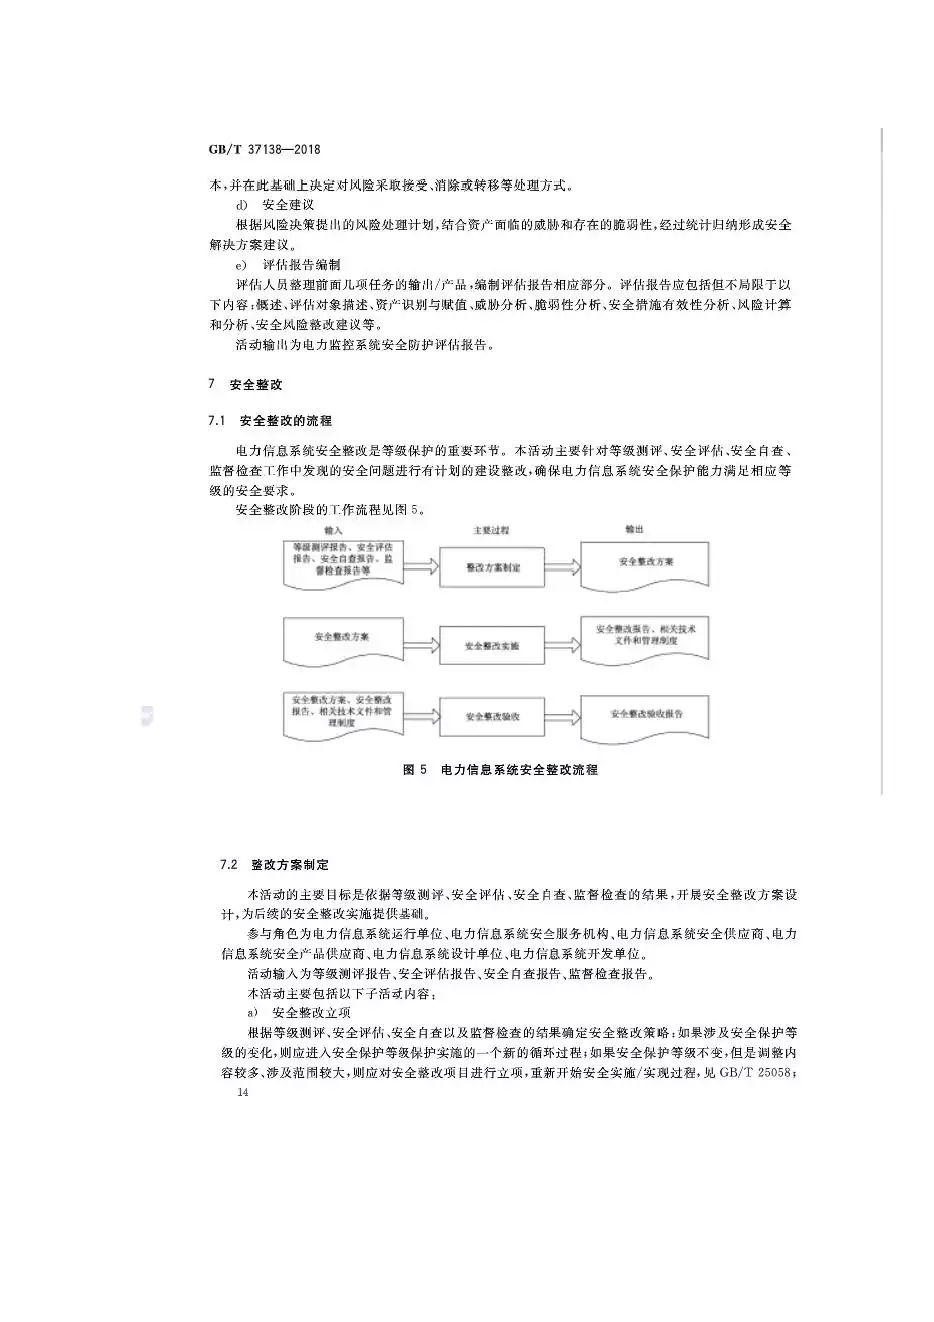 GB/T 37138—2018
本,并在此基础上决定对风险采取接受、消除或转移等处理方式。
d) 安全建议
根据风险决策提出的风险处理计划,结合资产面临的威胁和存在的脆弱性,经过统计归纳形成安全
解决方案建议。
e) 评估报告编制
评估人员整理前面几项任务的输出/产品,编制评估报告相应部分。评估报告应包括但不局限于以
下内容:概述、评估对象描述、资产识别与赋值、威胁分析、脆弱性分析、安全措施有效性分析、风险计算
和分析、安全风险整改建议等。
活动输出为电力监控系统安全防护评估报告。
7 安全整改
7.1 安全整改的流程
电力信息系统安全整改是等级保护的重要环节。本活动主要针对等级测评、安全评估、安全自查、
监督检查工作中发现的安全问题进行有计划的建设整改,确保电力信息系统安全保护能力满足相应等
级的安全要求。
安全整改阶段的工作流程见图 5。
输入 主要过程 输出
等级测评报告、安全评估
报告、安全自查报告、监
督检查报告等
整改方案制定
安全整改方案
安全整改方案
安全整改实施
安全整改报告、相关技术
文件和管理制度
安全整改方案、安全整改
报告、相关技术文件和管
理制度
安全整改验收
安全整改验收报告
图 5 电力信息系统安全整改流程
7.2 整改方案制定
本活动的主要目标是依据等级测评、安全评估、安全自查、监督检查的结果,开展安全整改方案设
计,为后续的安全整改实施提供基础。
参与角色为电力信息系统运行单位、电力信息系统安全服务机构、电力信息系统安全供应商、电力
信息系统安全产品供应商、电力信息系统设计单位、电力信息系统开发单位。
活动输入为等级测评报告、安全评估报告、安全自查报告、监督检查报告。
本活动主要包括以下子活动内容:
a) 安全整改立项
根据等级测评、安全评估、安全自查以及监督检查的结果确定安全整改策略:如果涉及安全保护等
级的变化,则应进入安全保护等级保护实施的一个新的循环过程;如果安全保护等级不变,但是调整内
容较多、涉及范围较大,则应对安全整改项目进行立项,重新开始安全实施/实现过程,见 GB/T 25058;
14